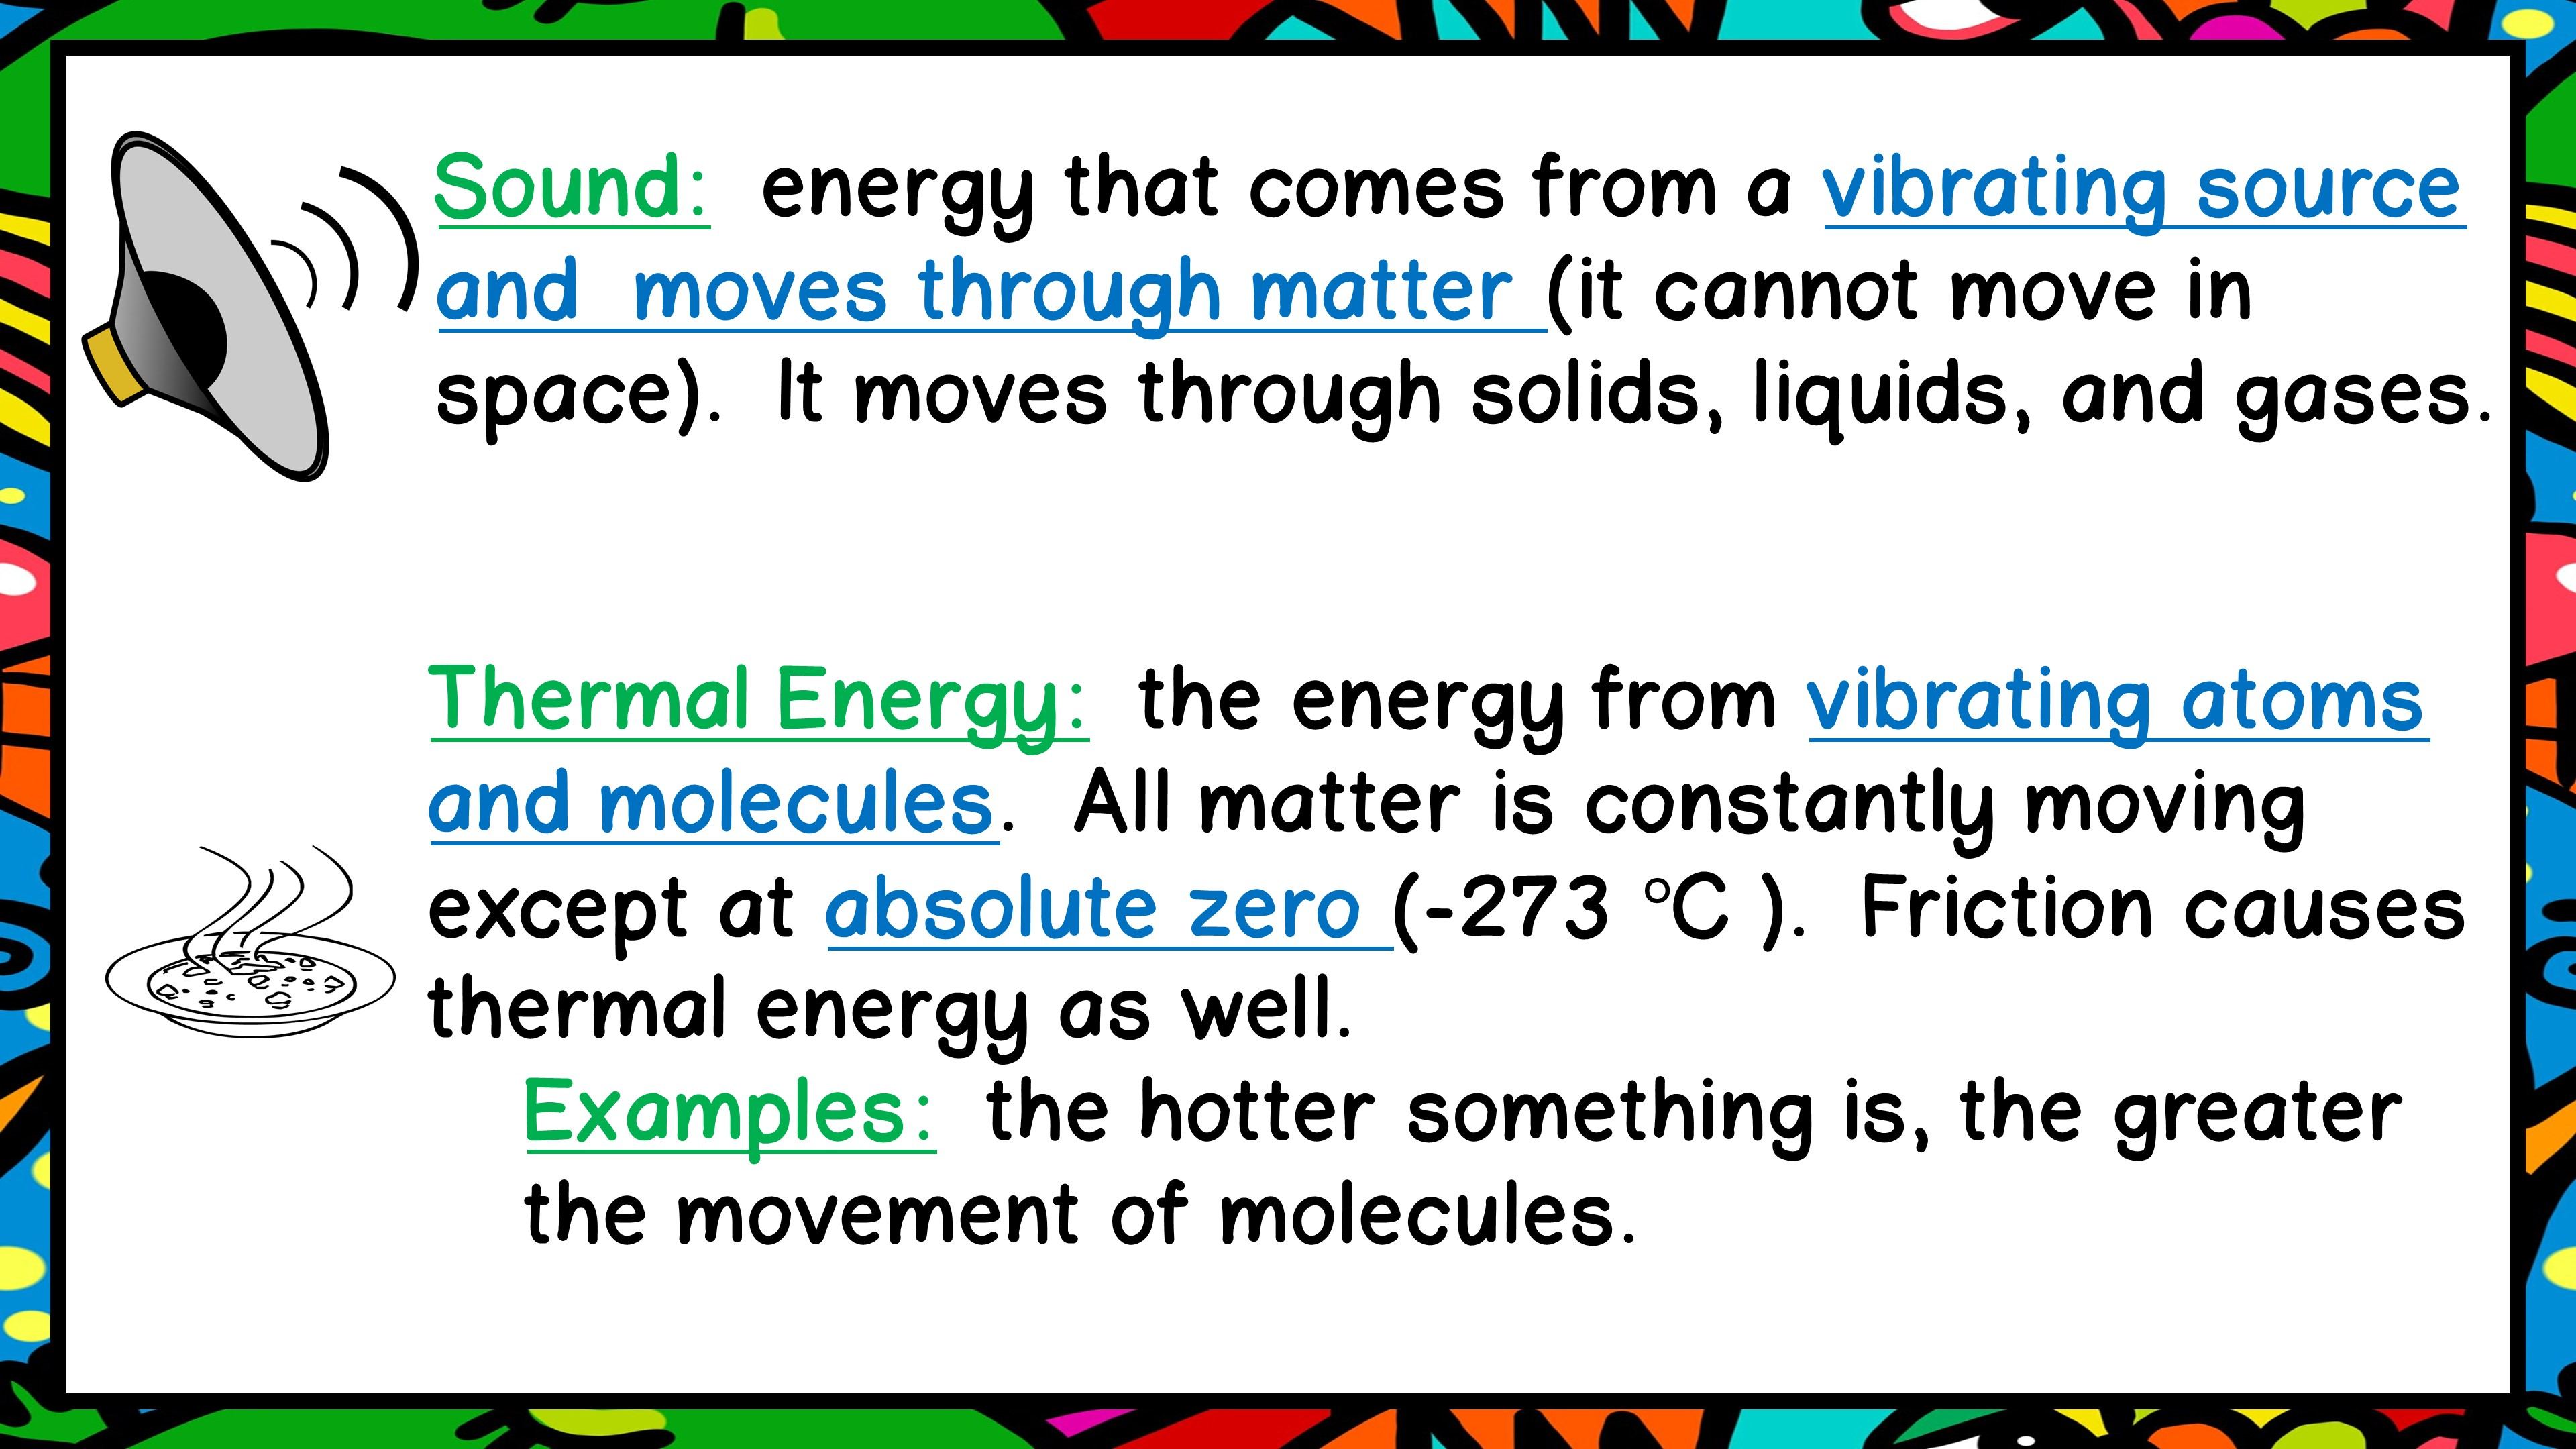 Sound:  energy that comes from a vibrating source
and  moves through matter (it cannot move in
space).  It moves through solids, liquids, and gases.
Thermal Energy:  the energy from vibrating atoms
and molecules.  All matter is constantly moving
except at absolute zero (-273 °C ).  Friction causes
thermal energy as well.
Examples:  the hotter something is, the greater
the movement of molecules.